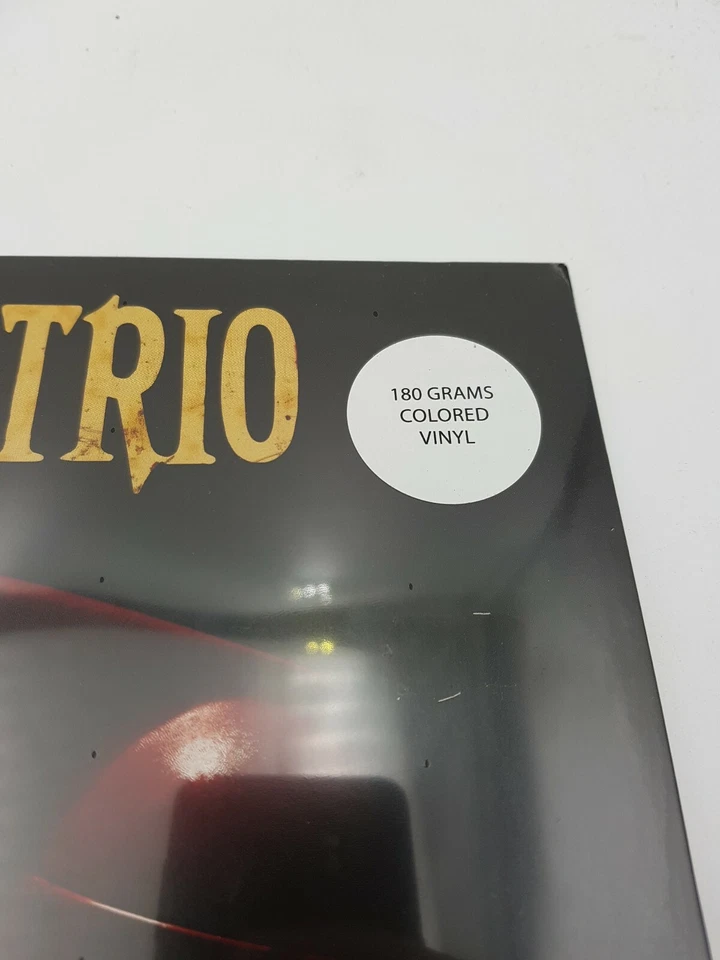 TRIO
180 GRAMS
COLORED
VINYL